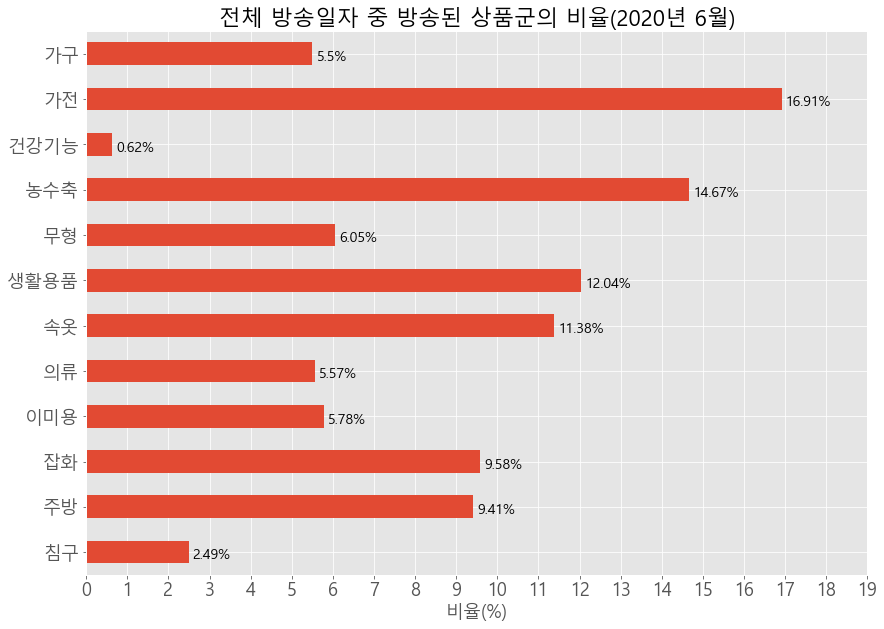 전체 방송일자 중 방송된 상품군의 비율(2020년 6월)
가구 5.5%
가전 16.91%
건강기능 0.62%
농수축 14.67%
무형 6.05%
생활용품 12.04%
속옷 11.38%
의류 5.57%
이미용 5.78%
잡화 9.58%
주방 9.41%
침구 2.49%
0 1 2 3 4 5 6 7 8 9 10 11 12 13 14 15 16 17 18 19
비율(%)